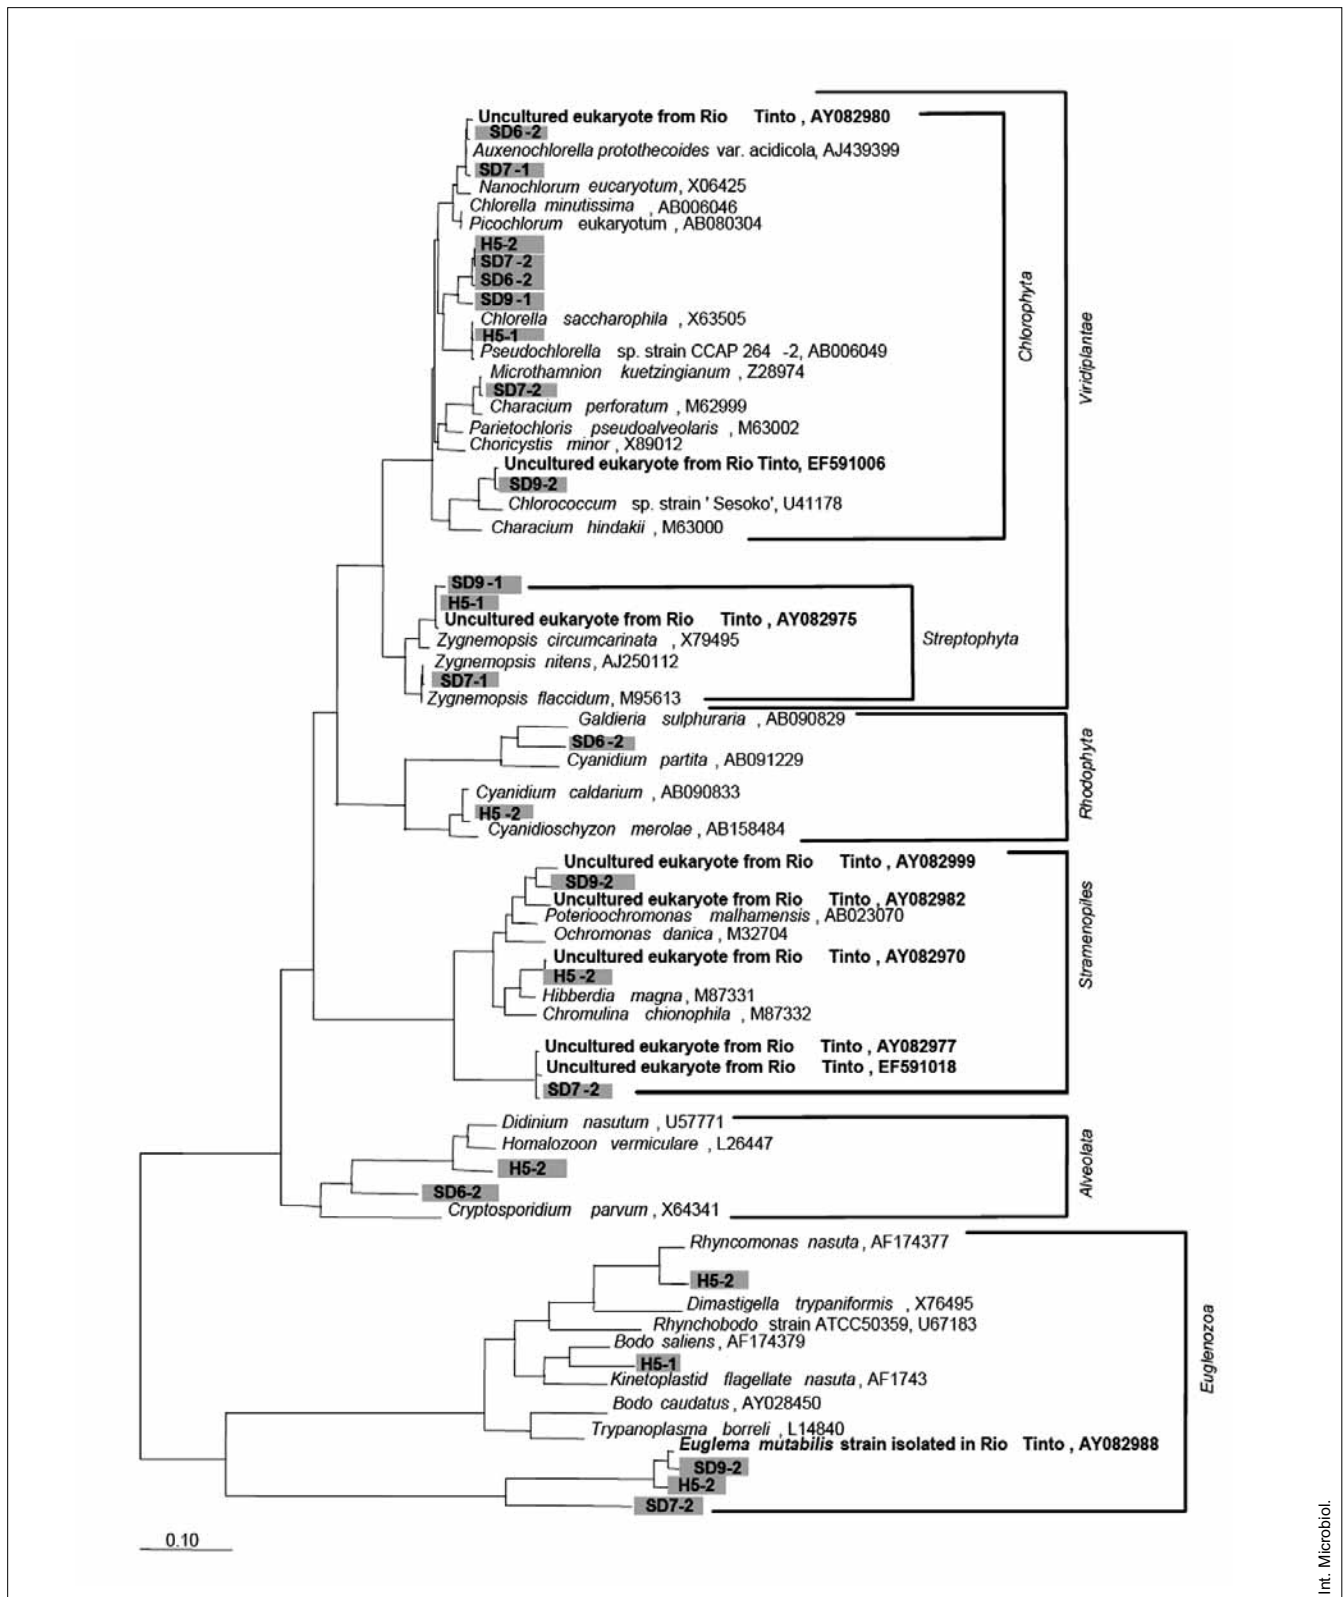 Uncultured eukaryote from Rio Tinto , AY082980
SD6 -2
Auxenochlorella protothecoides var. acidicola, AJ439399
SD7 -1
Nanochlorum eucaryotum, X06425
Chlorella minutissima , AB006046
Picochlorum eukaryotum , AB080304
H5-2
SD7 -2
SD6 -2
SD9 -1
Chlorella saccharophila , X63505
H5-1
Pseudochlorella sp. strain CCAP 264 -2, AB006049
Microthamnion kuetzingianum , Z28974
SD7-2
Characium perforatum , M62999
Parietochloris pseudoalveolaris , M63002
Choricystis minor , X89012
Uncultured eukaryote from Rio Tinto, EF591006
SD9-2
Chlorococcum sp. strain ' Sesoko', U41178
Characium hindakii , M63000
Chlorophyta
Viridiplantae
SD9 -1
H5-1
Uncultured eukaryote from Rio Tinto , AY082975
Zygnemopsis circumcarinata , X79495
Zygnemopsis nitens, AJ250112
SD7-1
Zygnemopsis flaccidum, M95613
Streptophyta
Galdieria sulphuraria , AB090829
SD6 -2
Cyanidium partita , AB091229
Cyanidium caldarium , AB090833
H5 -2
Cyanidioschyzon merolae , AB158484
Rhodophyta
Uncultured eukaryote from Rio Tinto , AY082999
SD9-2
Uncultured eukaryote from Rio Tinto , AY082982
Poterioochromonas malhamensis , AB023070
Ochromonas danica , M32704
Uncultured eukaryote from Rio Tinto , AY082970
H5 -2
Hibberdia magna , M87331
Chromulina chionophila , M87332
Uncultured eukaryote from Rio Tinto , AY082977
Uncultured eukaryote from Rio Tinto , EF591018
SD7 -2
Stramenopiles
Didinium nasutum , U57771
Homalozoon vermiculare , L26447
H5-2
SD6-2
Cryptosporidium parvum , X64341
Alveolata
Rhyncomonas nasuta , AF174377
H5-2
Dimastigella trypaniformis , X76495
Rhynchobodo strain ATCC50359, U67183
Bodo saliens , AF174379
H5-1
Kinetoplastid flagellate nasuta , AF1743
Bodo caudatus , AY028450
Trypanoplasma borreli , L14840
Euglema mutabilis strain isolated in Rio Tinto , AY082988
SD9-2
H5-2
SD7-2
Euglenozoa
0.10
Int. Microbiol.